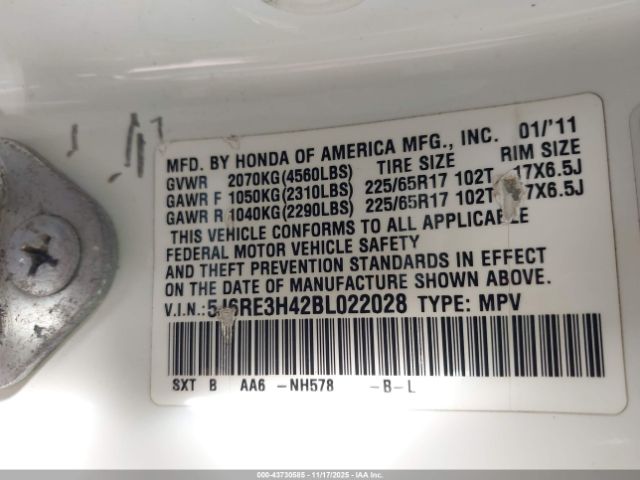 MFD. BY HONDA OF AMERICA MFG., INC. 01/'11
GVWR 2070KG(4560LBS) TIRE SIZE RIM SIZE
GAWR F 1050KG(2310LBS) 225/65R17 102T 17X6.5J
GAWR R 1040KG(2290LBS) 225/65R17 102T 17X6.5J
THIS VEHICLE CONFORMS TO ALL APPLICABLE
FEDERAL MOTOR VEHICLE SAFETY
AND THEFT PREVENTION STANDARDS IN EFFECT
ON THE DATE OF MANUFACTURE SHOWN ABOVE.
V.I.N.: 5J6RE3H42BL022028 TYPE: MPV
SXT B AA6 -NH578 -B-L
000-43730585 - 11/17/2025 - IAAI.COM